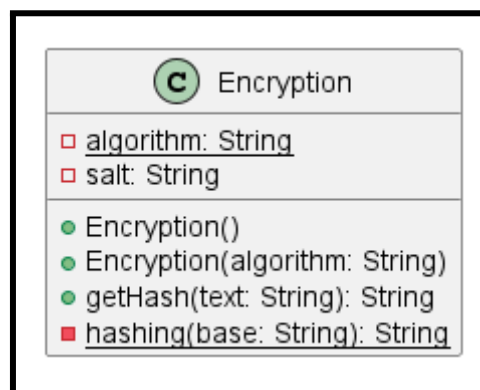 C Encryption
algorithm: String
salt: String
Encryption()
Encryption(algorithm: String)
getHash(text: String): String
hashing(base: String): String